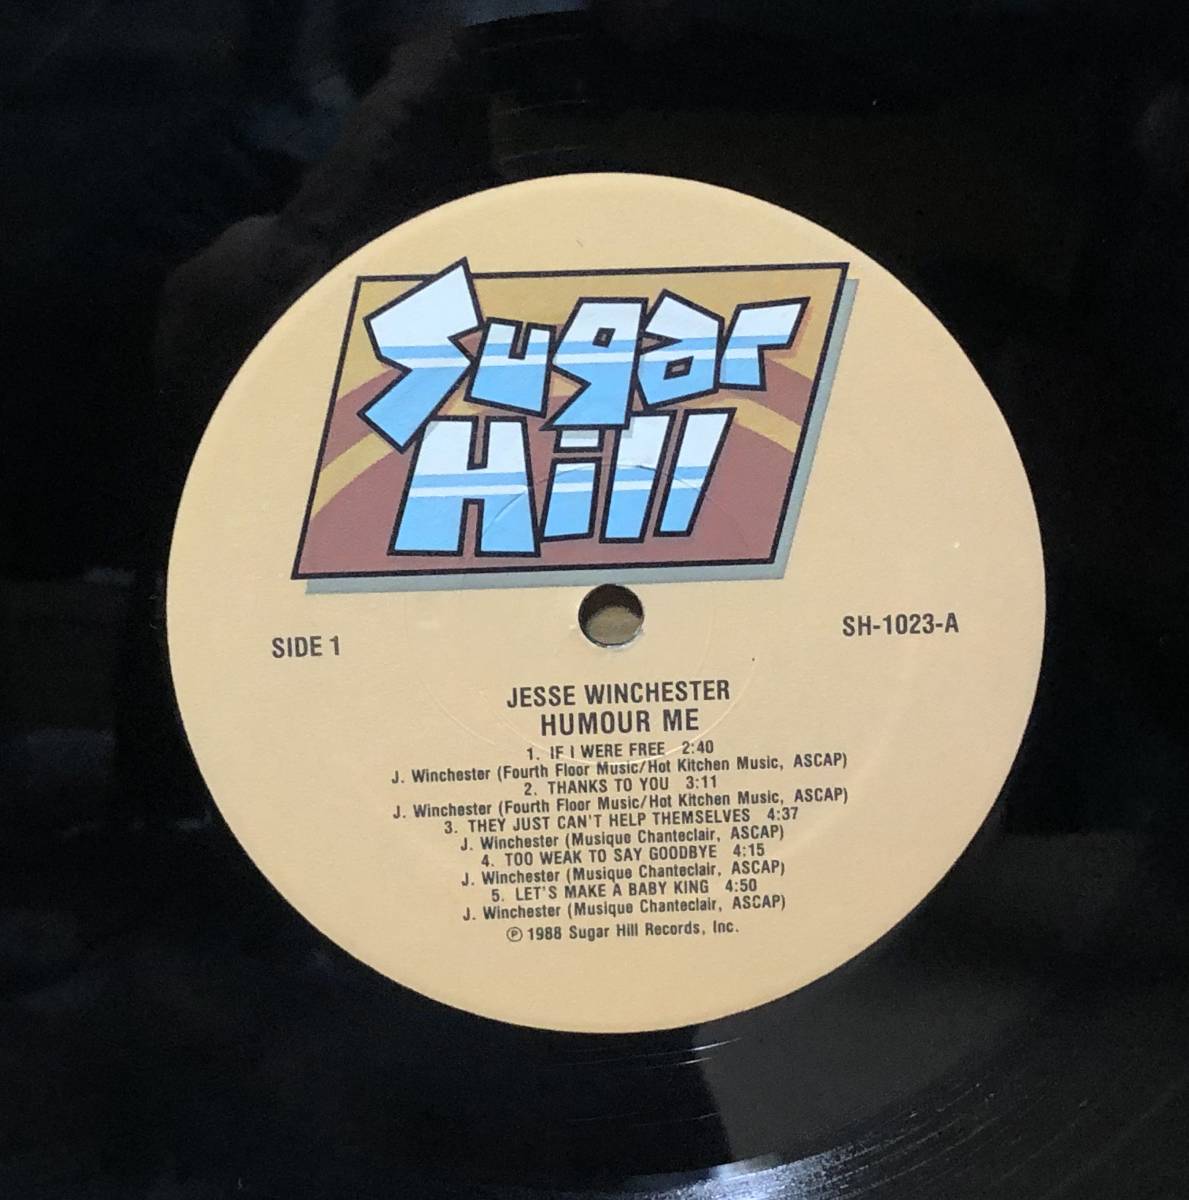 Sugar
Hill
SIDE 1
SH-1023-A
JESSE WINCHESTER
HUMOUR ME
1. IF I WERE FREE 2:40
J. Winchester (Fourth Floor Music/Hot Kitchen Music, ASCAP)
2. THANKS TO YOU 3:11
J. Winchester (Fourth Floor Music/Hot Kitchen Music, ASCAP)
3. THEY JUST CAN'T HELP THEMSELVES 4:37
J. Winchester (Musique Chanteclair, ASCAP)
4. TOO WEAK TO SAY GOODBYE 4:15
J. Winchester (Musique Chanteclair, ASCAP)
5. LET'S MAKE A BABY KING 4:50
J. Winchester (Musique Chanteclair, ASCAP)
℗ 1988 Sugar Hill Records, Inc.